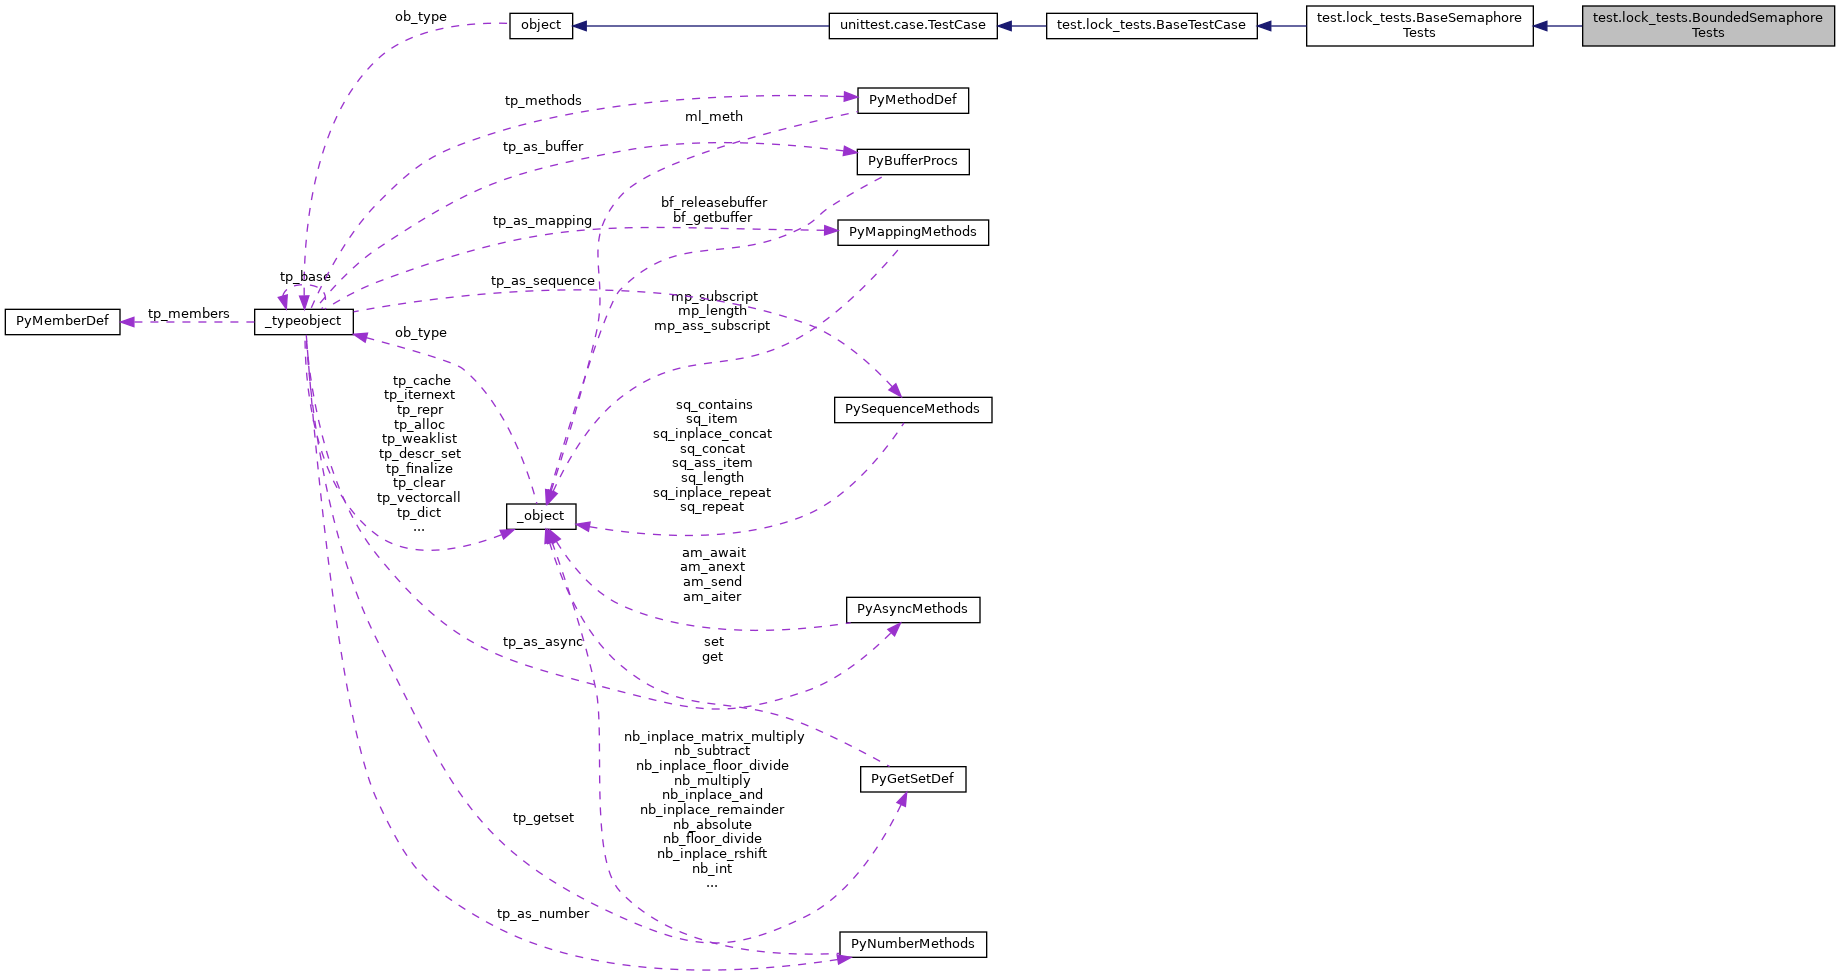 ob_type
object
unittest.case.TestCase
test.lock_tests.BaseTestCase
test.lock_tests.BaseSemaphore
Tests
test.lock_tests.BoundedSemaphore
Tests
tp_methods
PyMethodDef
ml_meth
tp_as_buffer
PyBufferProcs
bf_releasebuffer
bf_getbuffer
tp_as_mapping
PyMappingMethods
tp_base
tp_as_sequence
mp_subscript
mp_length
mp_ass_subscript
PyMemberDef
tp_members
_typeobject
ob_type
tp_cache
tp_iternext
tp_repr
tp_alloc
tp_weaklist
tp_descr_set
tp_finalize
tp_clear
tp_vectorcall
tp_dict
...
sq_contains
sq_item
sq_inplace_concat
sq_concat
sq_ass_item
sq_length
sq_inplace_repeat
sq_repeat
PySequenceMethods
_object
am_await
am_anext
am_send
am_aiter
PyAsyncMethods
tp_as_async
set
get
nb_inplace_matrix_multiply
nb_subtract
nb_inplace_floor_divide
nb_multiply
nb_inplace_and
nb_inplace_remainder
nb_absolute
nb_floor_divide
nb_inplace_rshift
nb_int
...
PyGetSetDef
tp_getset
tp_as_number
PyNumberMethods